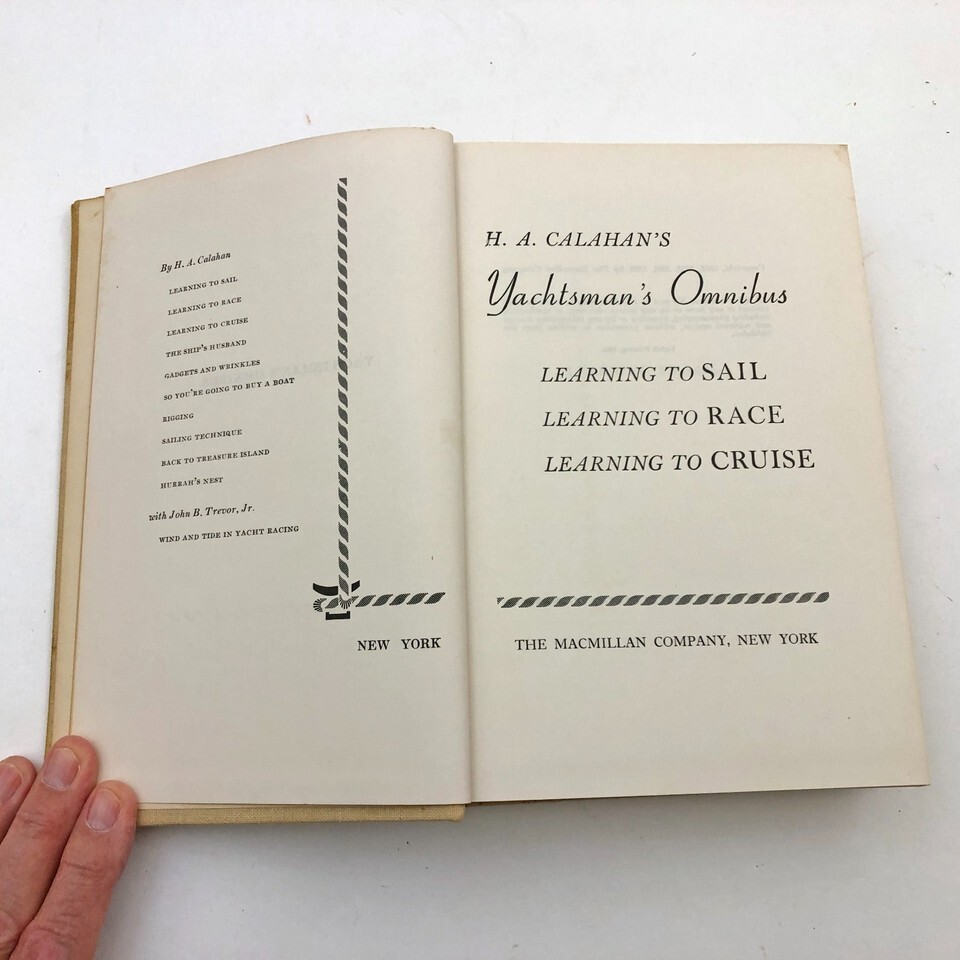 By H. A. Calahan
LEARNING TO SAIL
LEARNING TO RACE
LEARNING TO CRUISE
THE SHIP'S HUSBAND
GADGETS AND WRINKLES
SO YOU'RE GOING TO BUY A BOAT
RIGGING
SAILING TECHNIQUE
BACK TO TREASURE ISLAND
HURRAH'S NEST
with John B. Trevor, Jr.
WIND AND TIDE IN YACHT RACING
NEW YORK
H. A. CALAHAN'S
Yachtsman's Omnibus
LEARNING TO SAIL
LEARNING TO RACE
LEARNING TO CRUISE
THE MACMILLAN COMPANY, NEW YORK